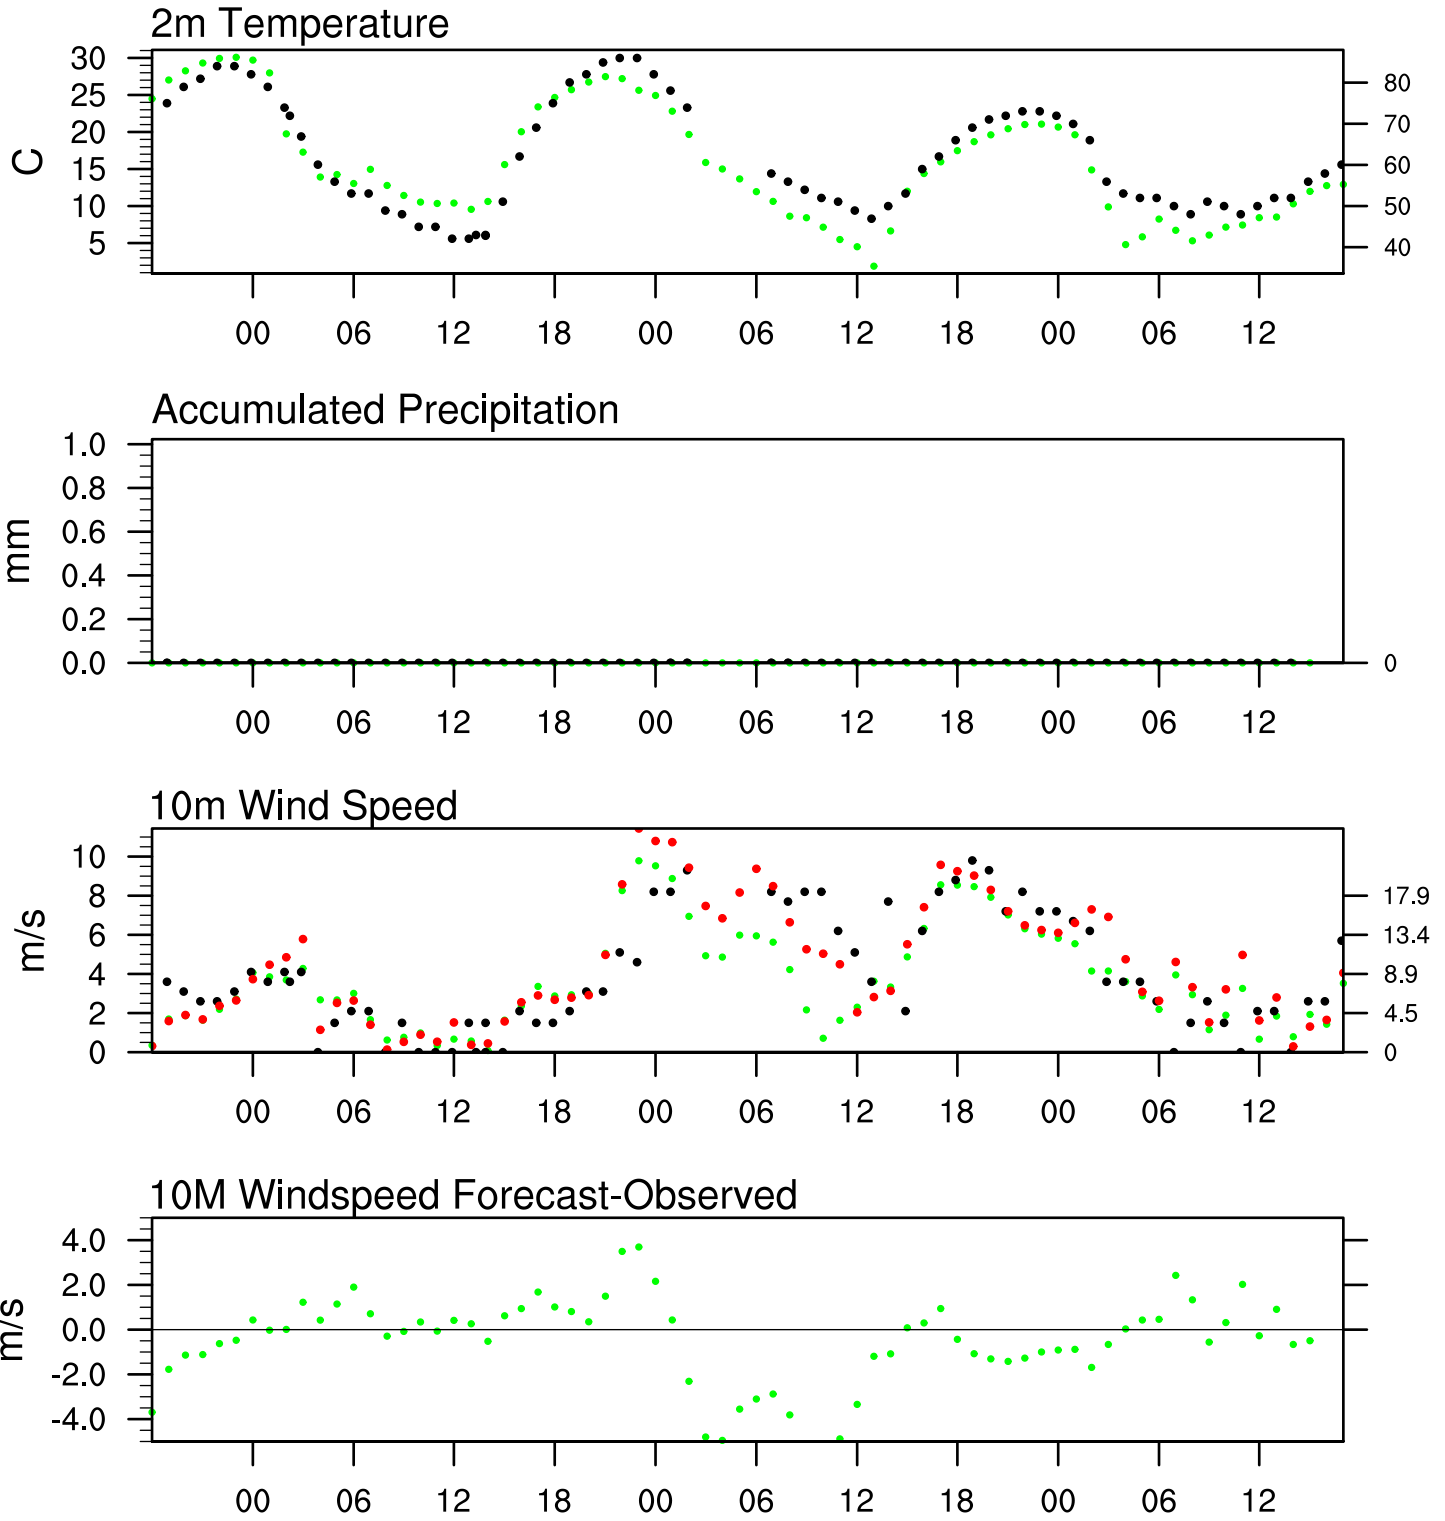 2m Temperature
30
25
20
15
10
5
C
80
70
60
50
40
00 06 12 18 00 06 12 18 00 06 12
Accumulated Precipitation
1.0
0.8
0.6
0.4
0.2
0.0
mm
0
00 06 12 18 00 06 12 18 00 06 12
10m Wind Speed
10
8
6
4
2
0
m/s
17.9
13.4
8.9
4.5
0
00 06 12 18 00 06 12 18 00 06 12
10M Windspeed Forecast-Observed
4.0
2.0
0.0
-2.0
-4.0
m/s
00 06 12 18 00 06 12 18 00 06 12